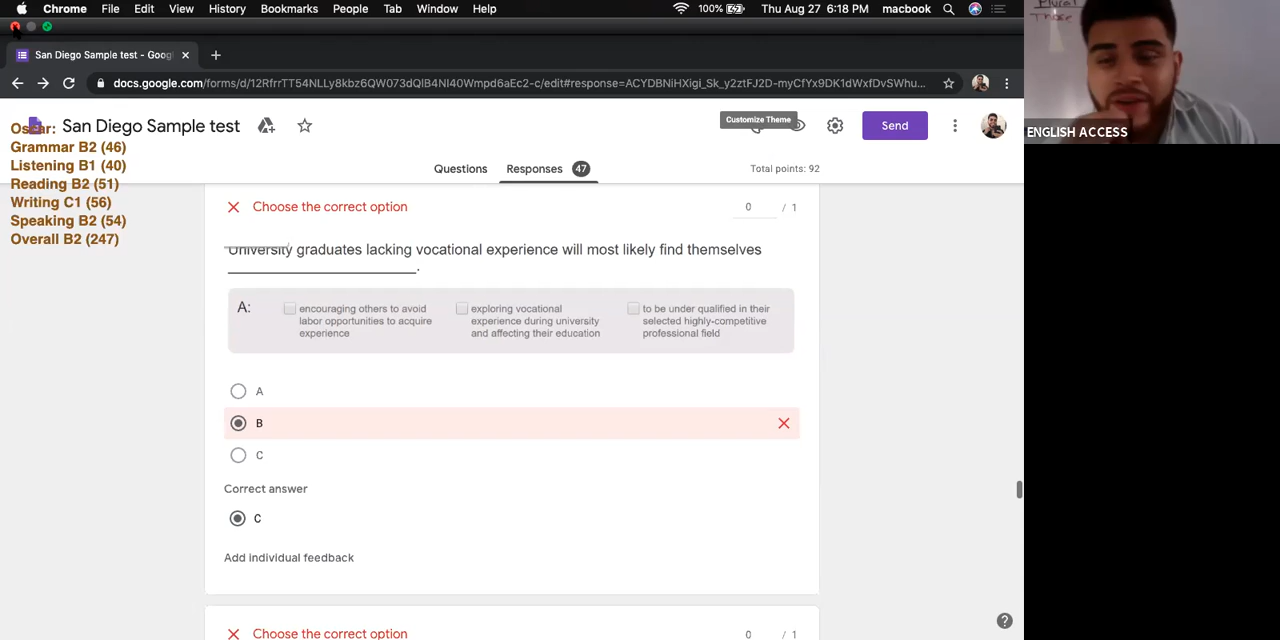 Chrome File Edit View History Bookmarks People Tab Window Help 100% Thu Aug 27 6:18 PM macbook
San Diego Sample test - Goog
docs.google.com/forms/d/12RfrrTT54NLLy8kbz6QW073dQlB4NI40Wmpd6aEc2-c/edit#response=ACYDBNiHXigi_Sk_y2ztFJ2D-myCfYx9DK1dWxfDvSWhu...
Plural
Those
Oscar:
San Diego Sample test
Customize Theme
Send
ENGLISH ACCESS
Grammar B2 (46)
Listening B1 (40)
Reading B2 (51)
Writing C1 (56)
Speaking B2 (54)
Overall B2 (247)
Questions Responses 47 Total points: 92
Choose the correct option 0 / 1
University graduates lacking vocational experience will most likely find themselves
____________________.
A: encouraging others to avoid exploring vocational to be under qualified in their
labor opportunities to acquire experience during university selected highly-competitive
experience and affecting their education professional field
A
B
C
Correct answer
C
Add individual feedback
Choose the correct option 0 / 1